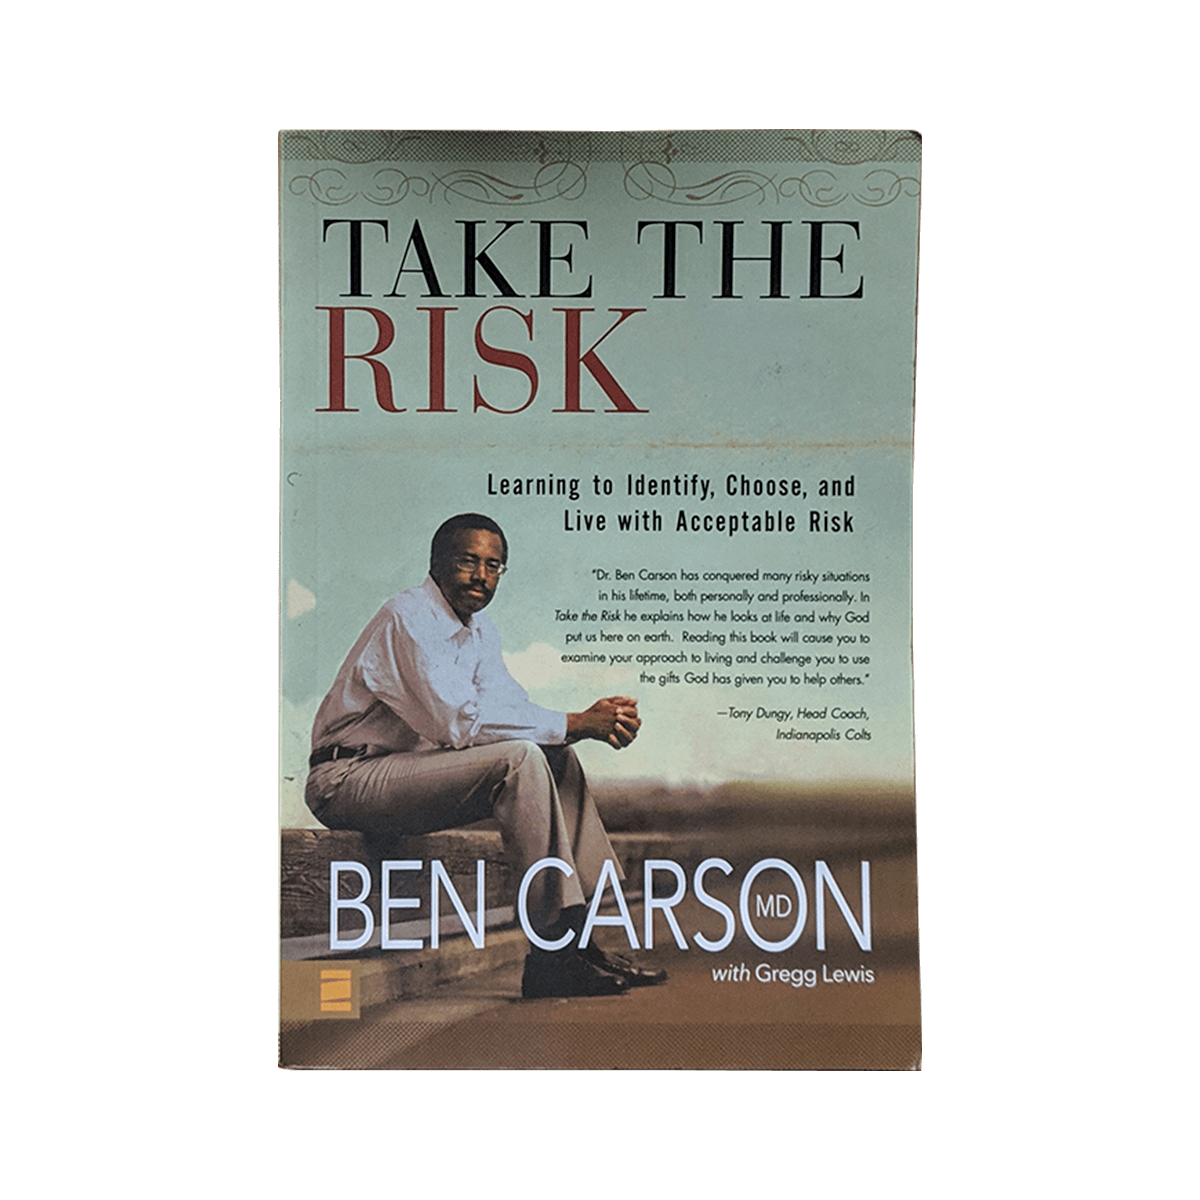 TAKE THE
RISK
Learning to Identify, Choose, and
Live with Acceptable Risk
"Dr. Ben Carson has conquered many risky situations
in his lifetime, both personally and professionally. In
Take the Risk he explains how he looks at life and why God
put us here on earth. Reading this book will cause you to
examine your approach to living and challenge you to use
the gifts God has given you to help others."
—Tony Dungy, Head Coach,
Indianapolis Colts
BEN CARSON
MD
with Gregg Lewis